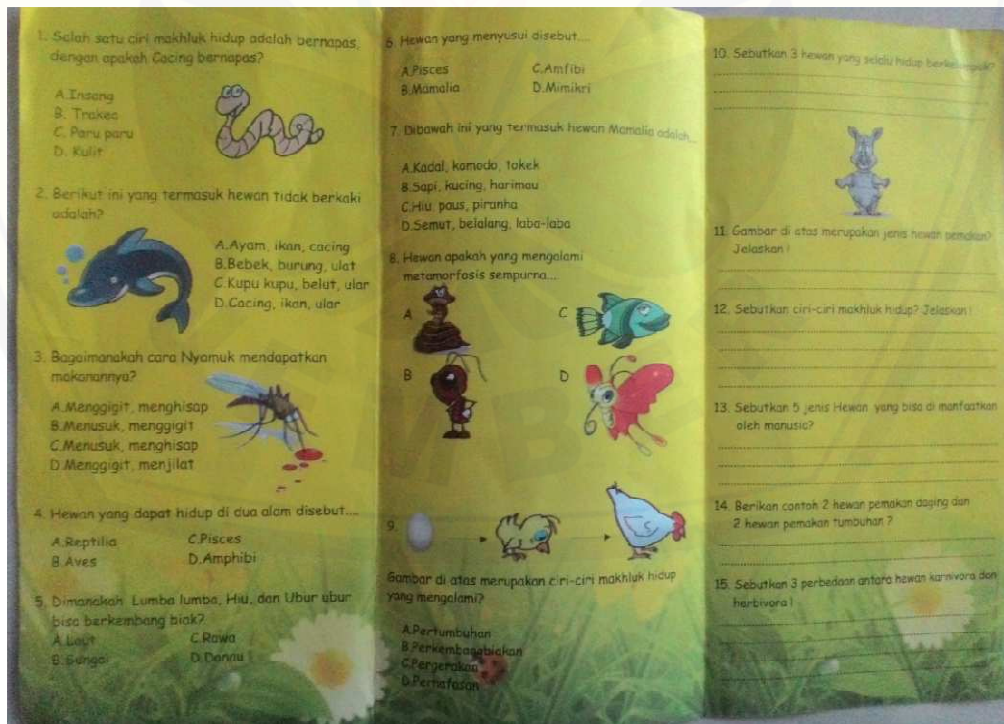 1. Salah satu ciri makhluk hidup adalah bernapas,
dengan apakah Cacing bernapas?
A.Insang
B. Trakea
C. Paru paru
D. Kulit
2. Berikut ini yang termasuk hewan tidak berkaki
adalah?
A.Ayam, ikan, cacing
B.Bebek, burung, ulat
C.Kupu kupu, belut, ular
D.Cacing, ikan, ular
3. Bagaimanakah cara Nyamuk mendapatkan
makanannya?
A.Menggigit, menghisap
B.Menusuk, menggigit
C.Menusuk, menghisap
D.Menggigit, menjilat
4. Hewan yang dapat hidup di dua alam disebut....
A.Reptilia C.Pisces
B.Aves D.Amphibi
5. Dimanakah Lumba lumba, Hiu, dan Ubur ubur
bisa berkembang biak?
A.Laut C.Rawa
B.Sungai D.Danau
6. Hewan yang menyusui disebut....
A.Pisces C.Amfibi
B.Mamalia D.Mimikri
7. Dibawah ini yang termasuk hewan Mamalia adalah...
A.Kadal, komodo, tokek
B.Sapi, kucing, harimau
C.Hiu, paus, piranha
D.Semut, belalang, laba-laba
8. Hewan apakah yang mengalami
metamorfosis sempurna....
A C
B D
9.
Gambar di atas merupakan ciri-ciri makhluk hidup
yang mengalami?
A.Pertumbuhan
B.Perkembangbiakan
C.Pergerakan
D.Pernafasan
10. Sebutkan 3 hewan yang selalu hidup berkelompok?
11. Gambar di atas merupakan jenis hewan pemakan?
Jelaskan !
12. Sebutkan ciri-ciri makhluk hidup? Jelaskan !
13. Sebutkan 5 jenis Hewan yang bisa di manfaatkan
oleh manusia?
14. Berikan contoh 2 hewan pemakan daging dan
2 hewan pemakan tumbuhan ?
15. Sebutkan 3 perbedaan antara hewan karnivora dan
harbivora !